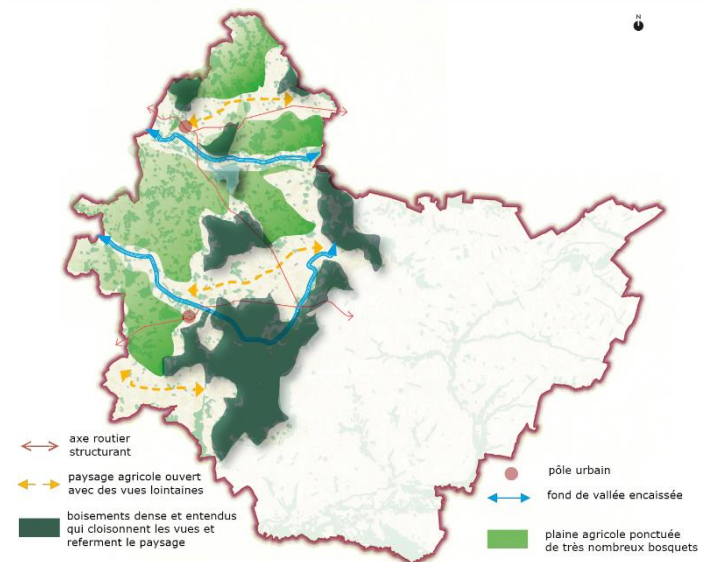 N
axe routier
structurant
paysage agricole ouvert
avec des vues lointaines
boisements dense et entendus
qui cloisonnent les vues et
referment le paysage
pôle urbain
fond de vallée encaissée
plaine agricole ponctuée
de très nombreux bosquets